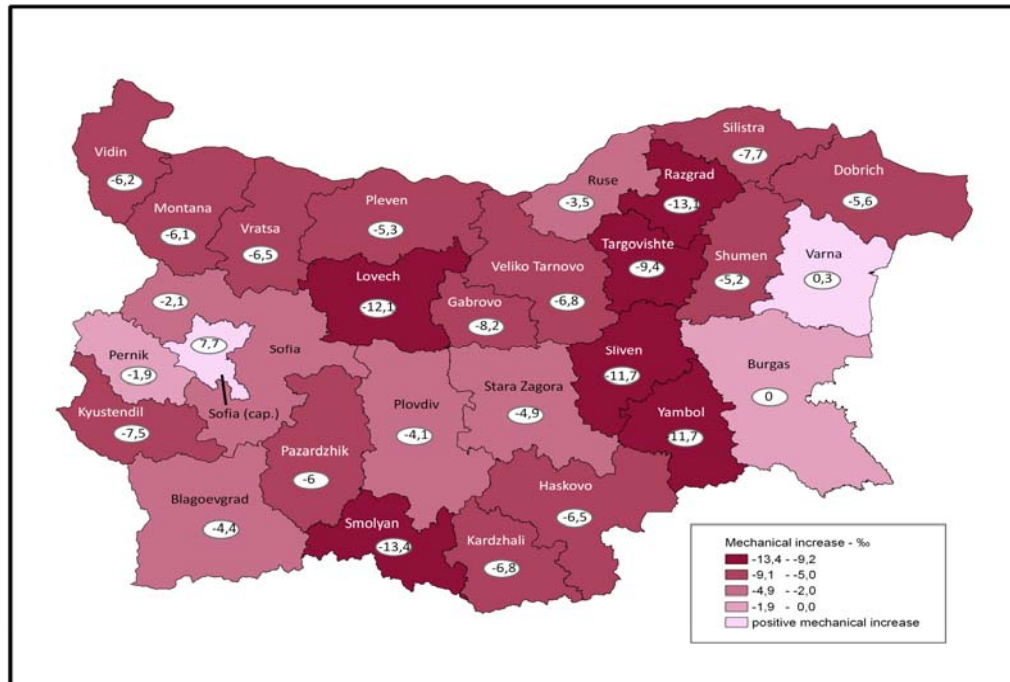 Silistra
-7,7
Vidin
-6,2
Ruse
-3,5
Razgrad
-13,1
Dobrich
-5,6
Montana
-6,1
Pleven
-5,3
Vratsa
-6,5
Targovishte
-9,4
Shumen
-5,2
Varna
0,3
Veliko Tarnovo
-6,8
Lovech
-12,1
Gabrovo
-8,2
-2,1
7,7
Sofia
Pernik
-1,9
Sliven
-11,7
Burgas
0
Stara Zagora
-4,9
Plovdiv
-4,1
Yambol
-11,7
Kyustendil
-7,5
Sofia (cap.)
Pazardzhik
-6
Haskovo
-6,5
Blagoevgrad
-4,4
Smolyan
-13,4
Kardzhali
-6,8
Mechanical increase - ‰
-13,4 - -9,2
-9,1 - -5,0
-4,9 - -2,0
-1,9 - 0,0
positive mechanical increase